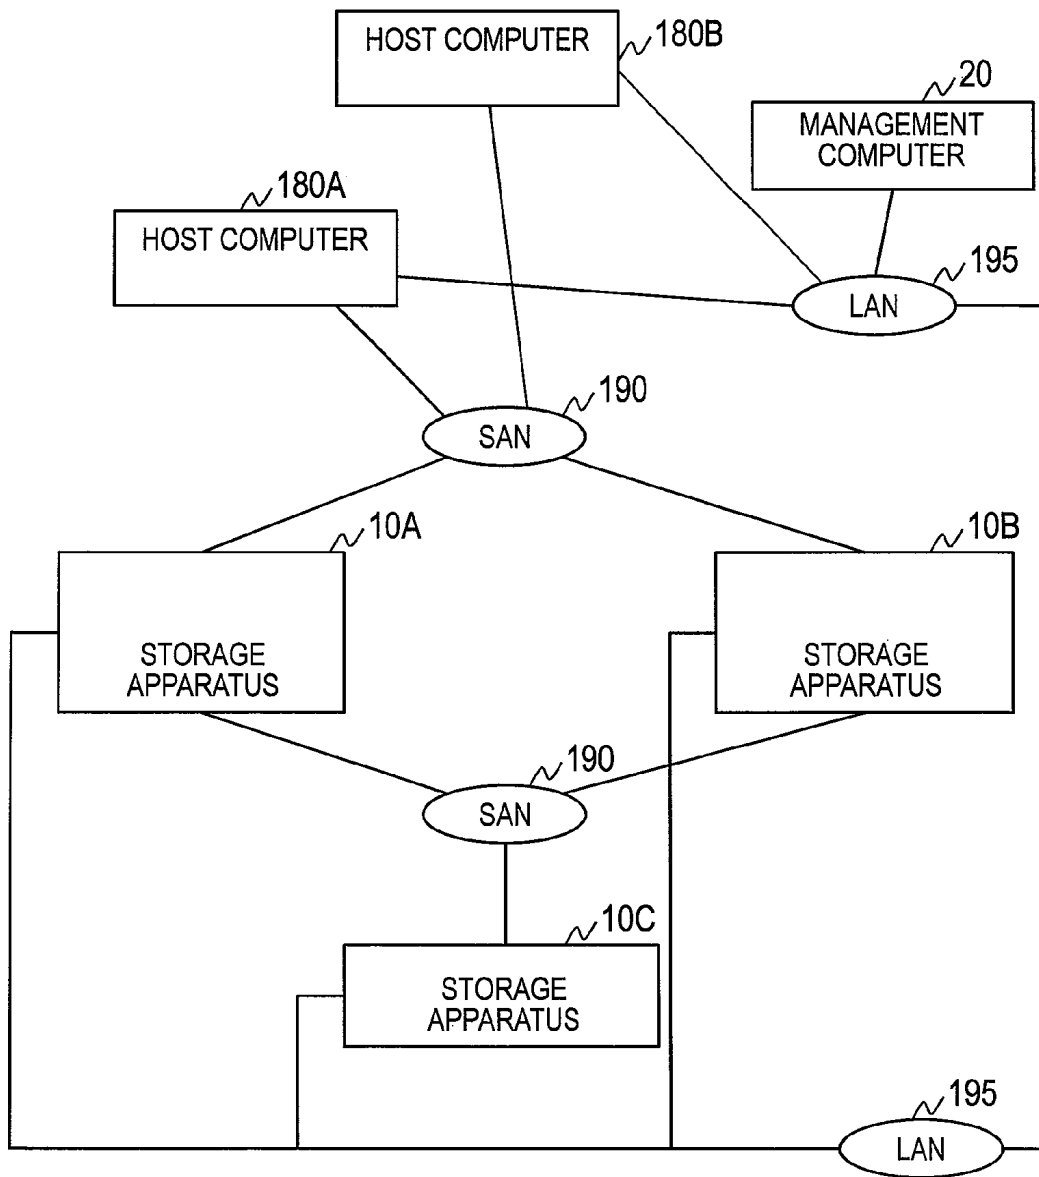 HOST COMPUTER
180B
20
MANAGEMENT
COMPUTER
180A
HOST COMPUTER
195
LAN
190
SAN
10A
10B
STORAGE
APPARATUS
STORAGE
APPARATUS
190
SAN
10C
STORAGE
APPARATUS
195
LAN